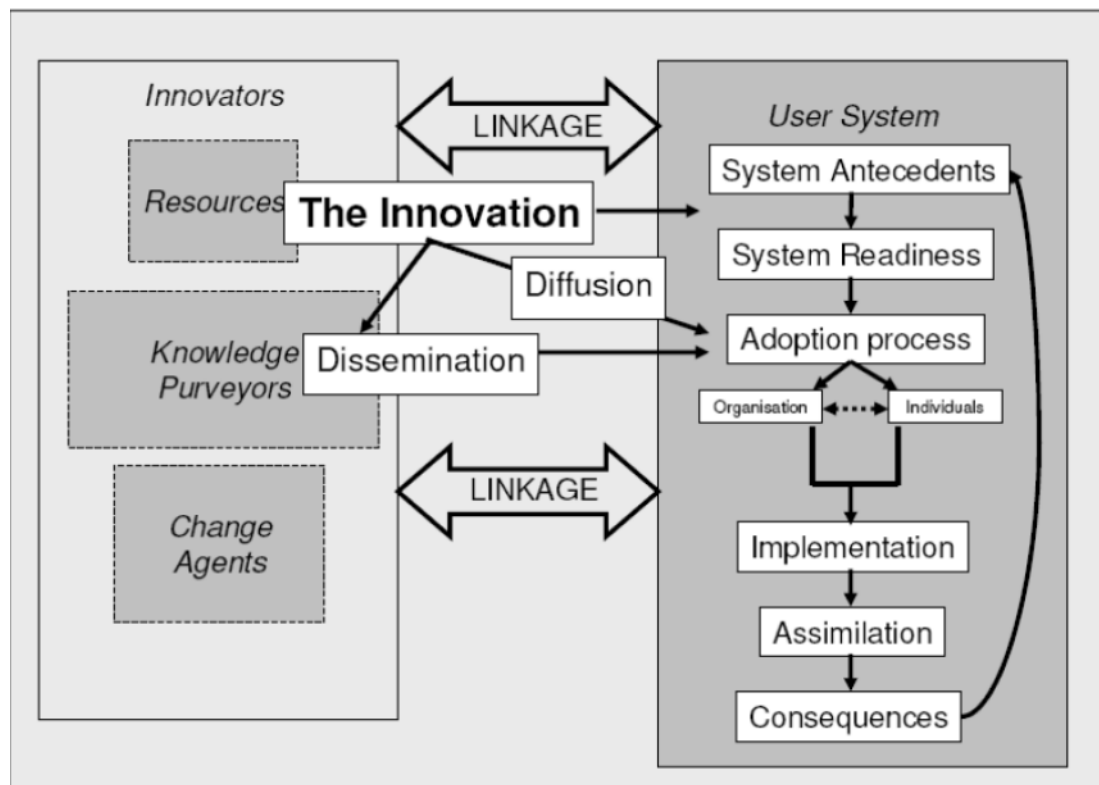 Innovators
Resources
The Innovation
Knowledge
Purveyors
Dissemination
Diffusion
Change
Agents
LINKAGE
LINKAGE
User System
System Antecedents
System Readiness
Adoption process
Organisation
Individuals
Implementation
Assimilation
Consequences